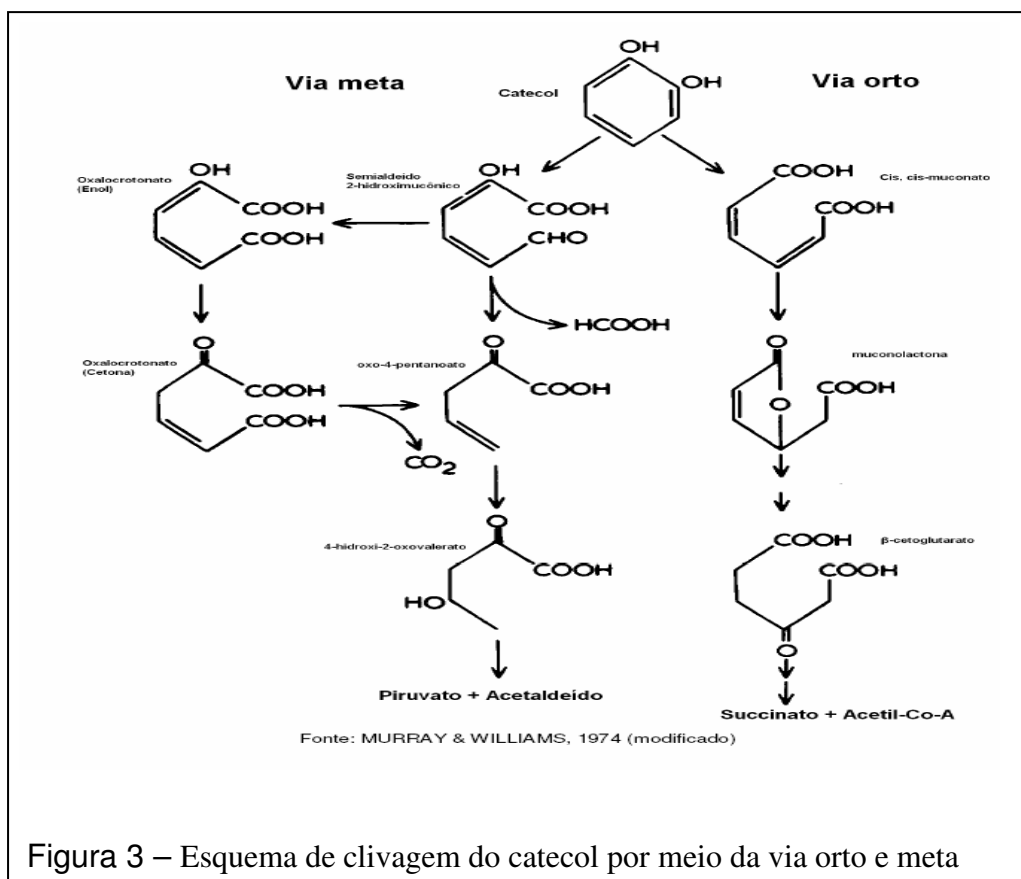 OH
Via meta
Catecol
OH
Via orto
Oxalocrotonato
(Enol)
OH
COOH
COOH
Semialdeído
2-hidroximucônico
OH
COOH
CHO
COOH
Cis, cis-muconato
COOH
HCOOH
Oxalocrotonato
(Cetona)
O
COOH
COOH
CO2
oxo-4-pentanoato
O
COOH
O
muconolactona
COOH
O
4-hidroxi-2-oxovalerato
O
COOH
HO
COOH
β-cetoglutarato
COOH
O
Piruvato + Acetaldeído
Succinato + Acetil-Co-A
Fonte: MURRAY & WILLIAMS, 1974 (modificado)
Figura 3 – Esquema de clivagem do catecol por meio da via orto e meta